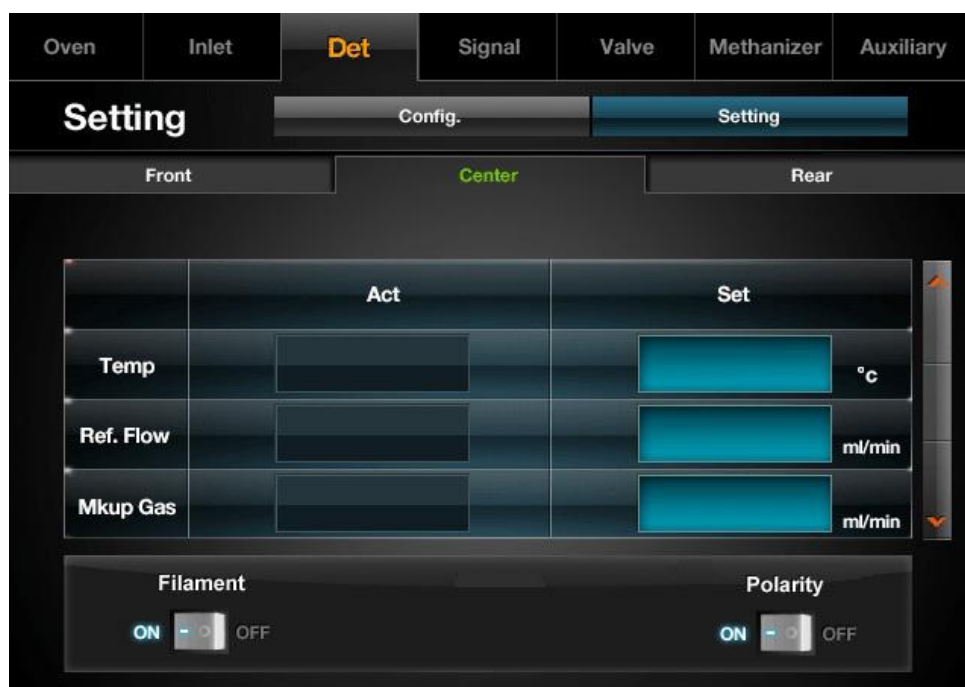 Oven Inlet Det Signal Valve Methanizer Auxiliary
Setting Config. Setting
Front Center Rear
Act Set
Temp °c
Ref. Flow ml/min
Mkup Gas ml/min
Filament Polarity
ON OFF ON OFF